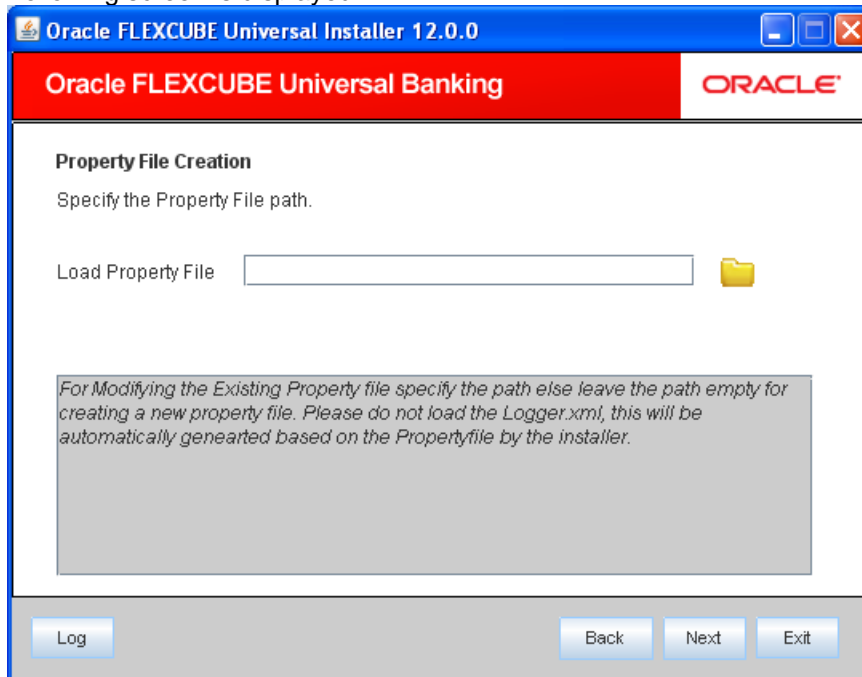 Oracle FLEXCUBE Universal Installer 12.0.0
Oracle FLEXCUBE Universal Banking
ORACLE
Property File Creation
Specify the Property File path.
Load Property File
For Modifying the Existing Property file specify the path else leave the path empty for
creating a new property file. Please do not load the Logger.xml, this will be
automatically genearted based on the Propertyfile by the installer.
Log
Back
Next
Exit